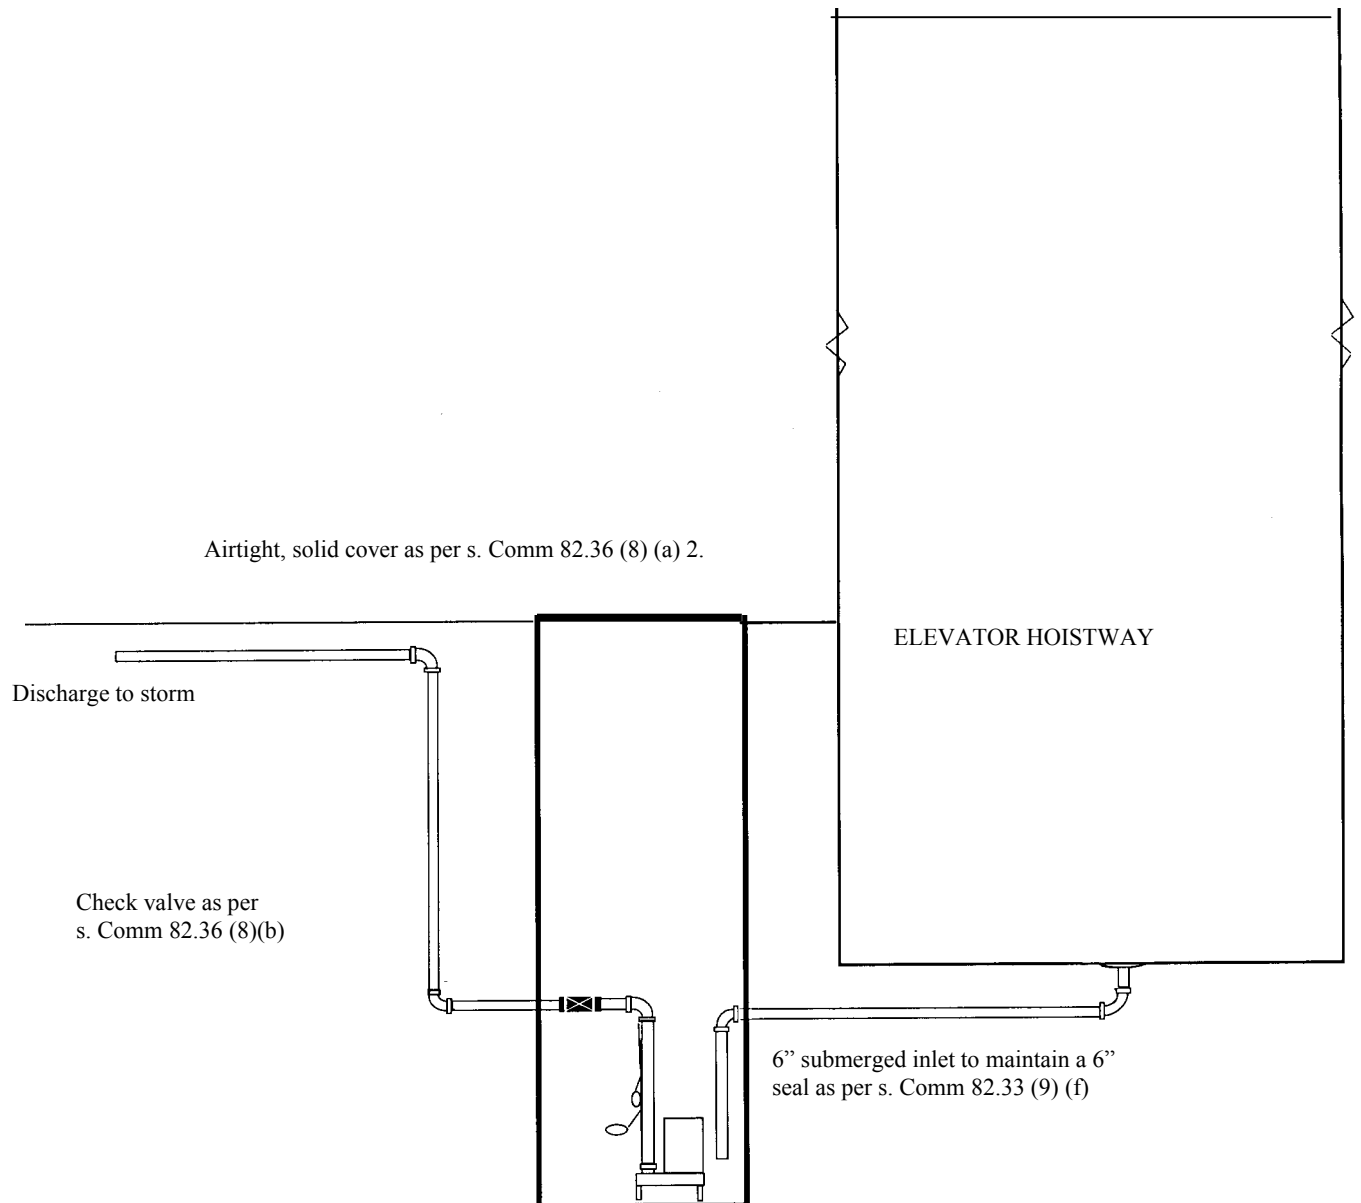 Airtight, solid cover as per s. Comm 82.36 (8) (a) 2.
ELEVATOR HOISTWAY
Discharge to storm
Check valve as per
s. Comm 82.36 (8)(b)
6” submerged inlet to maintain a 6”
seal as per s. Comm 82.33 (9) (f)